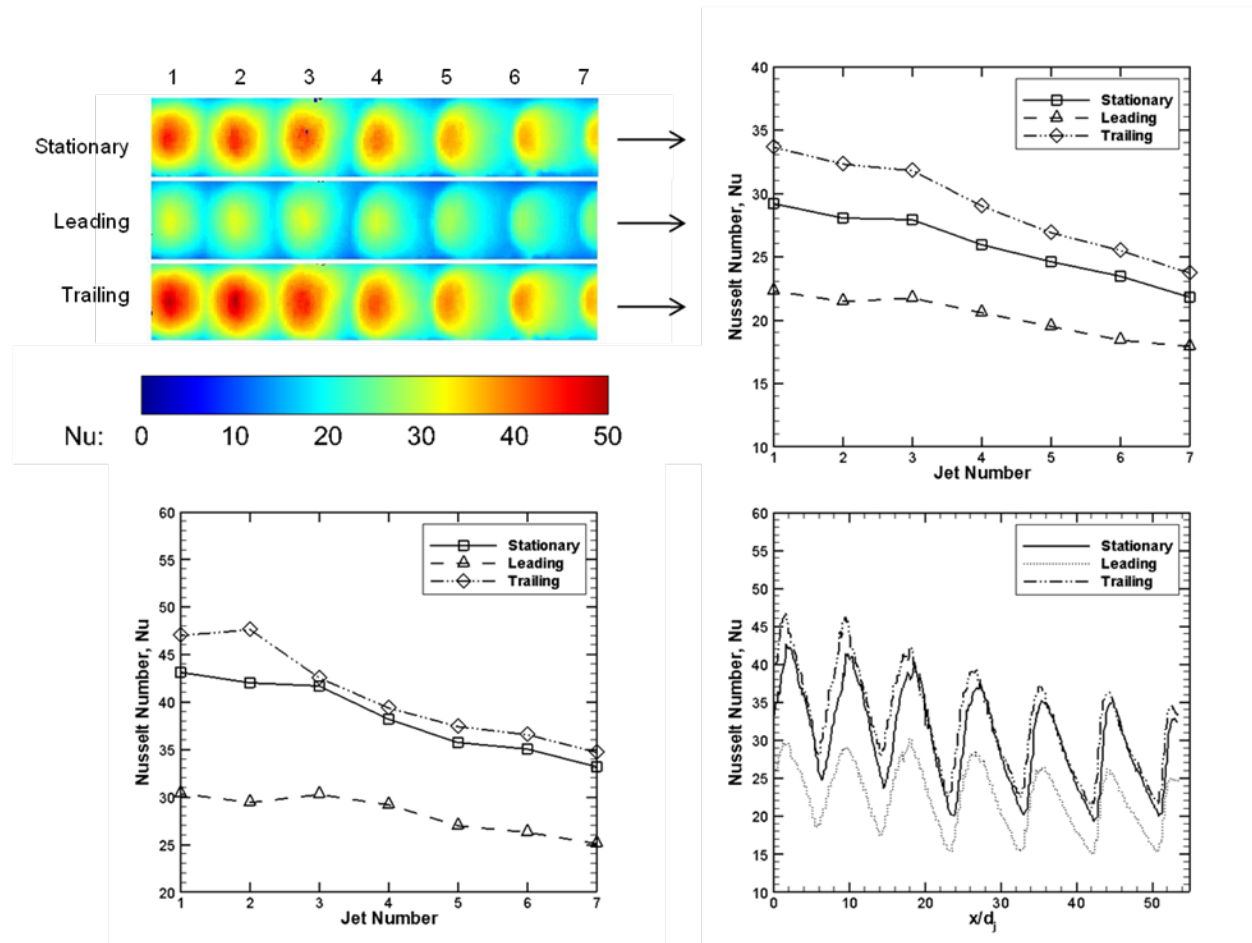 1 2 3 4 5 6 7
Stationary
Leading
Trailing
Nu: 0 10 20 30 40 50
40
35
30
25
20
15
10
Nusselt Number, Nu
Stationary
Leading
Trailing
1 2 3 4 5 6 7
Jet Number
60
55
50
45
40
35
30
25
20
Nusselt Number, Nu
Stationary
Leading
Trailing
1 2 3 4 5 6 7
Jet Number
60
55
50
45
40
35
30
25
20
15
10
Nusselt Number, Nu
Stationary
Leading
Trailing
0 10 20 30 40 50
x/dj